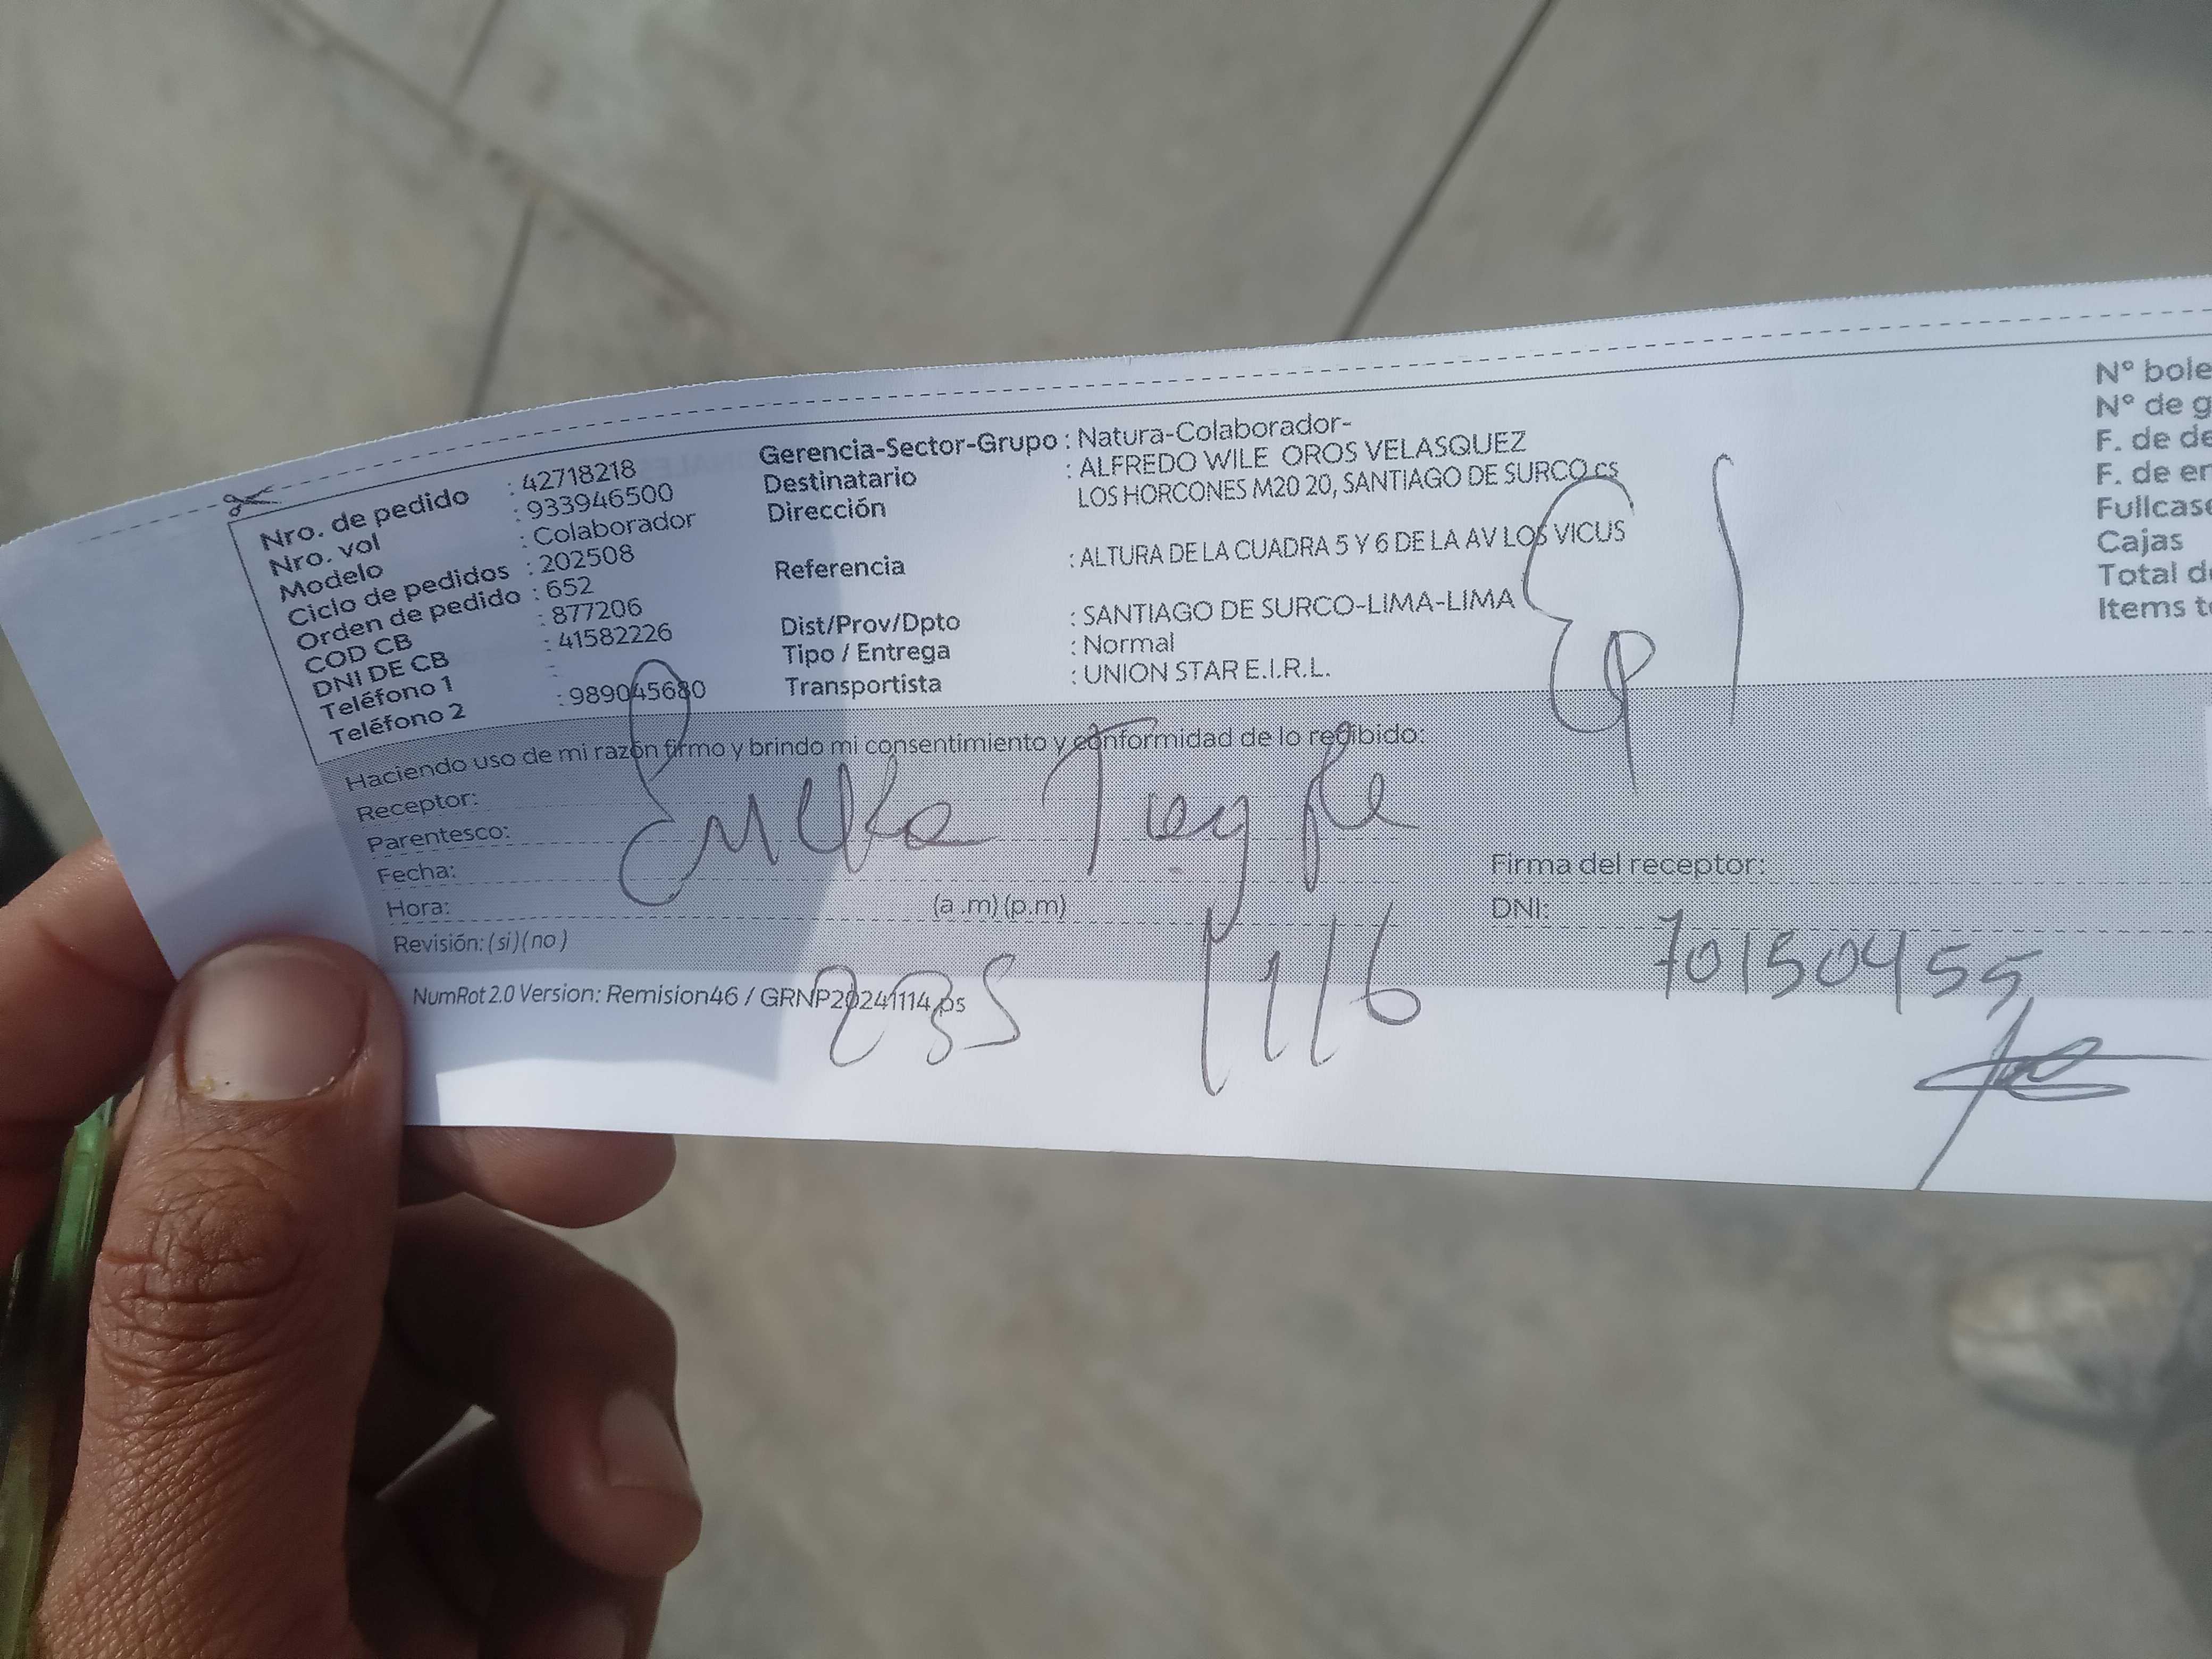 Nro. de pedido : 42718218
Nro. vol : 933946500
Modelo : Colaborador
Ciclo de pedidos : 202508
Orden de pedido : 652
COD CB : 877206
DNI DE CB : 41582226
Teléfono 1 :
Teléfono 2 : 989045680
Gerencia-Sector-Grupo : Natura-Colaborador-
Destinatario : ALFREDO WILE OROS VELASQUEZ
Dirección LOS HORCONES M20 20, SANTIAGO DE SURCO cs
Referencia : ALTURA DE LA CUADRA 5 Y 6 DE LA AV LOS VICUS
Dist/Prov/Dpto : SANTIAGO DE SURCO-LIMA-LIMA
Tipo / Entrega : Normal
Transportista : UNION STAR E.I.R.L.
N° bole
N° de g
F. de de
F. de en
Fullcase
Cajas
Total de
Items to
Haciendo uso de mi razón firmo y brindo mi consentimiento y conformidad de lo recibido:
Receptor:
Parentesco:
Fecha:
Hora: (a .m) (p.m)
Revisión: (si) (no)
Firma del receptor:
DNI: 70150455
NumRot 2.0 Version: Remision46 / GRNP20241114.ps